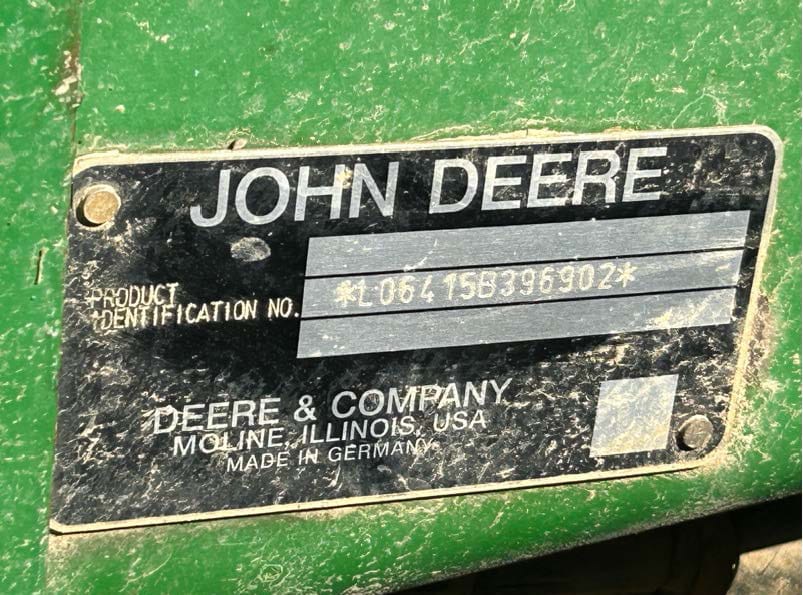 JOHN DEERE
*L06415B396902*
PRODUCT
IDENTIFICATION NO.
DEERE & COMPANY
MOLINE, ILLINOIS, USA
MADE IN GERMANY